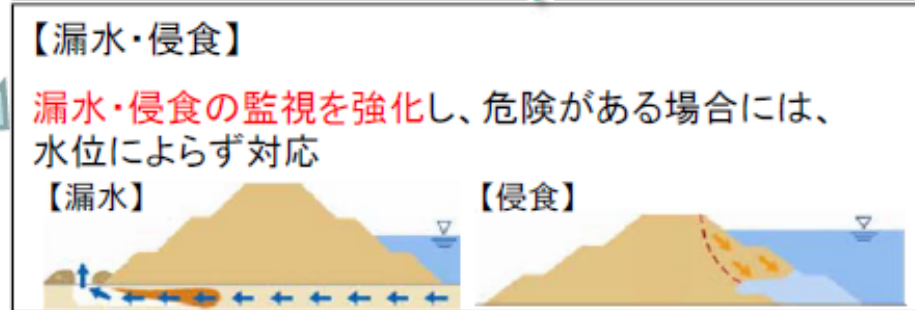 【漏水・侵食】
漏水・侵食の監視を強化し、危険がある場合には、
水位によらず対応
【漏水】
【侵食】